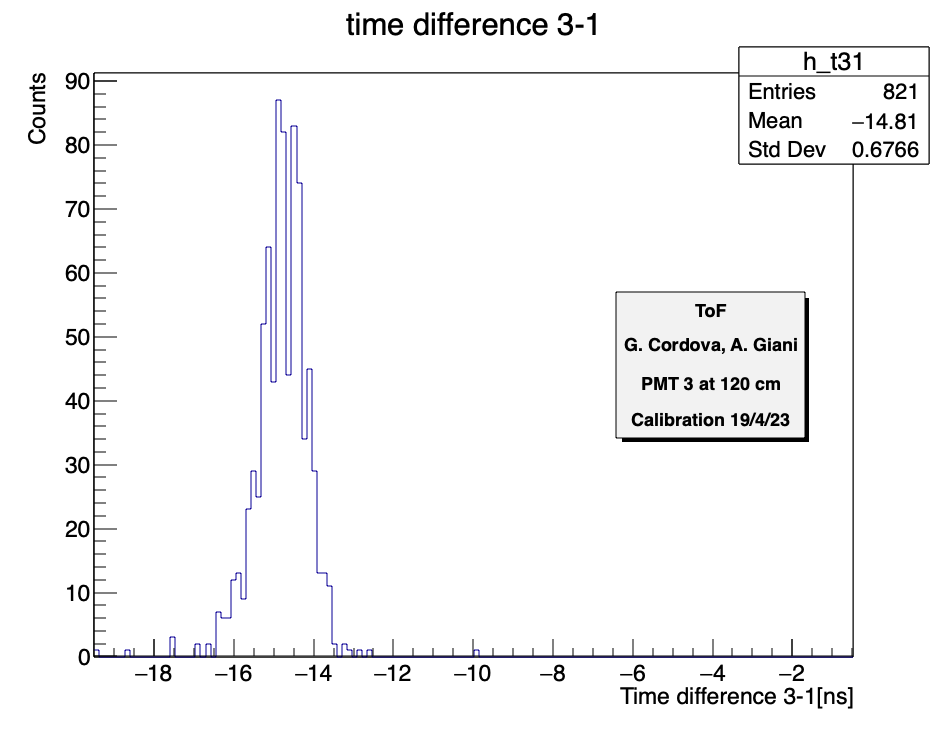 time difference 3-1
h_t31
Entries 821
Mean −14.81
Std Dev 0.6766
Counts
90
80
70
60
50
40
30
20
10
0
ToF
G. Cordova, A. Giani
PMT 3 at 120 cm
Calibration 19/4/23
−18 −16 −14 −12 −10 −8 −6 −4 −2
Time difference 3-1[ns]